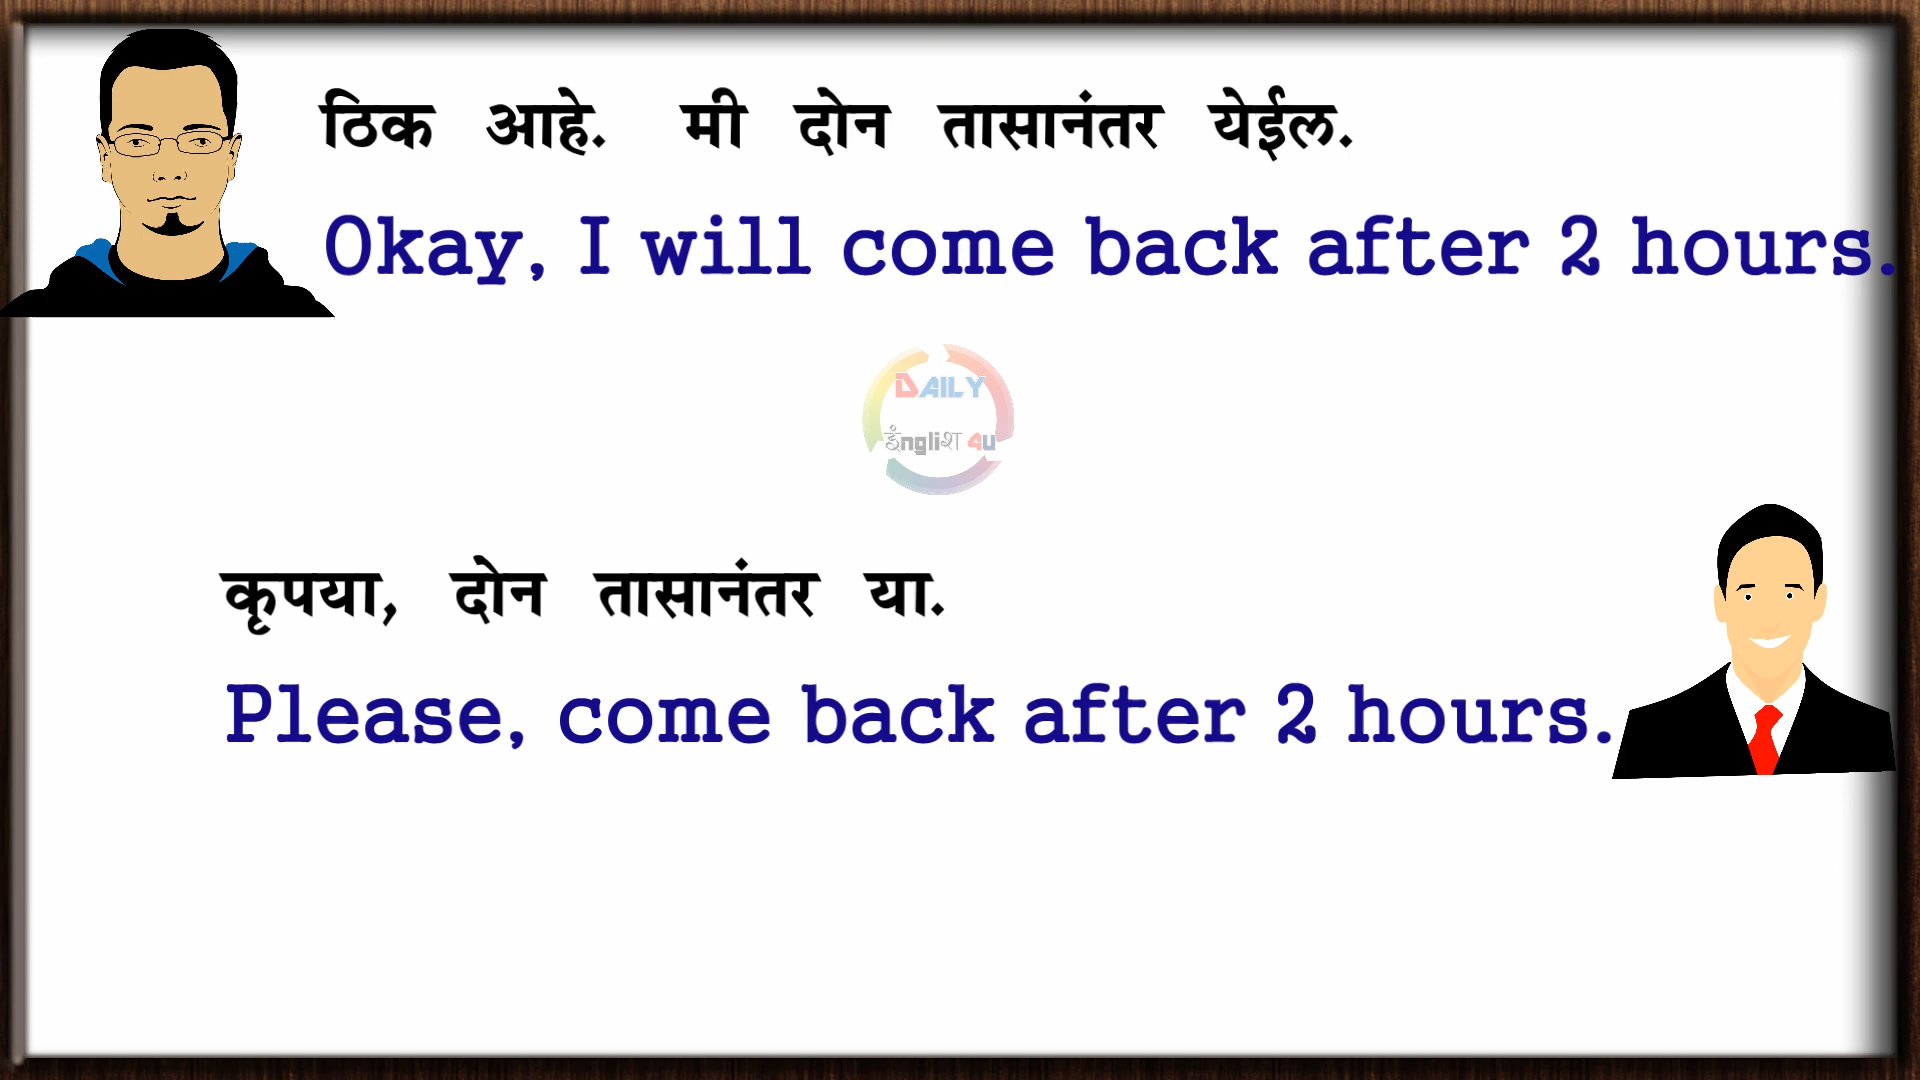 ठिक आहे. मी दोन तासानंतर येईल.
Okay, I will come back after 2 hours.
DAILY
इंngliश 4u
कृपया, दोन तासानंतर या.
Please, come back after 2 hours.